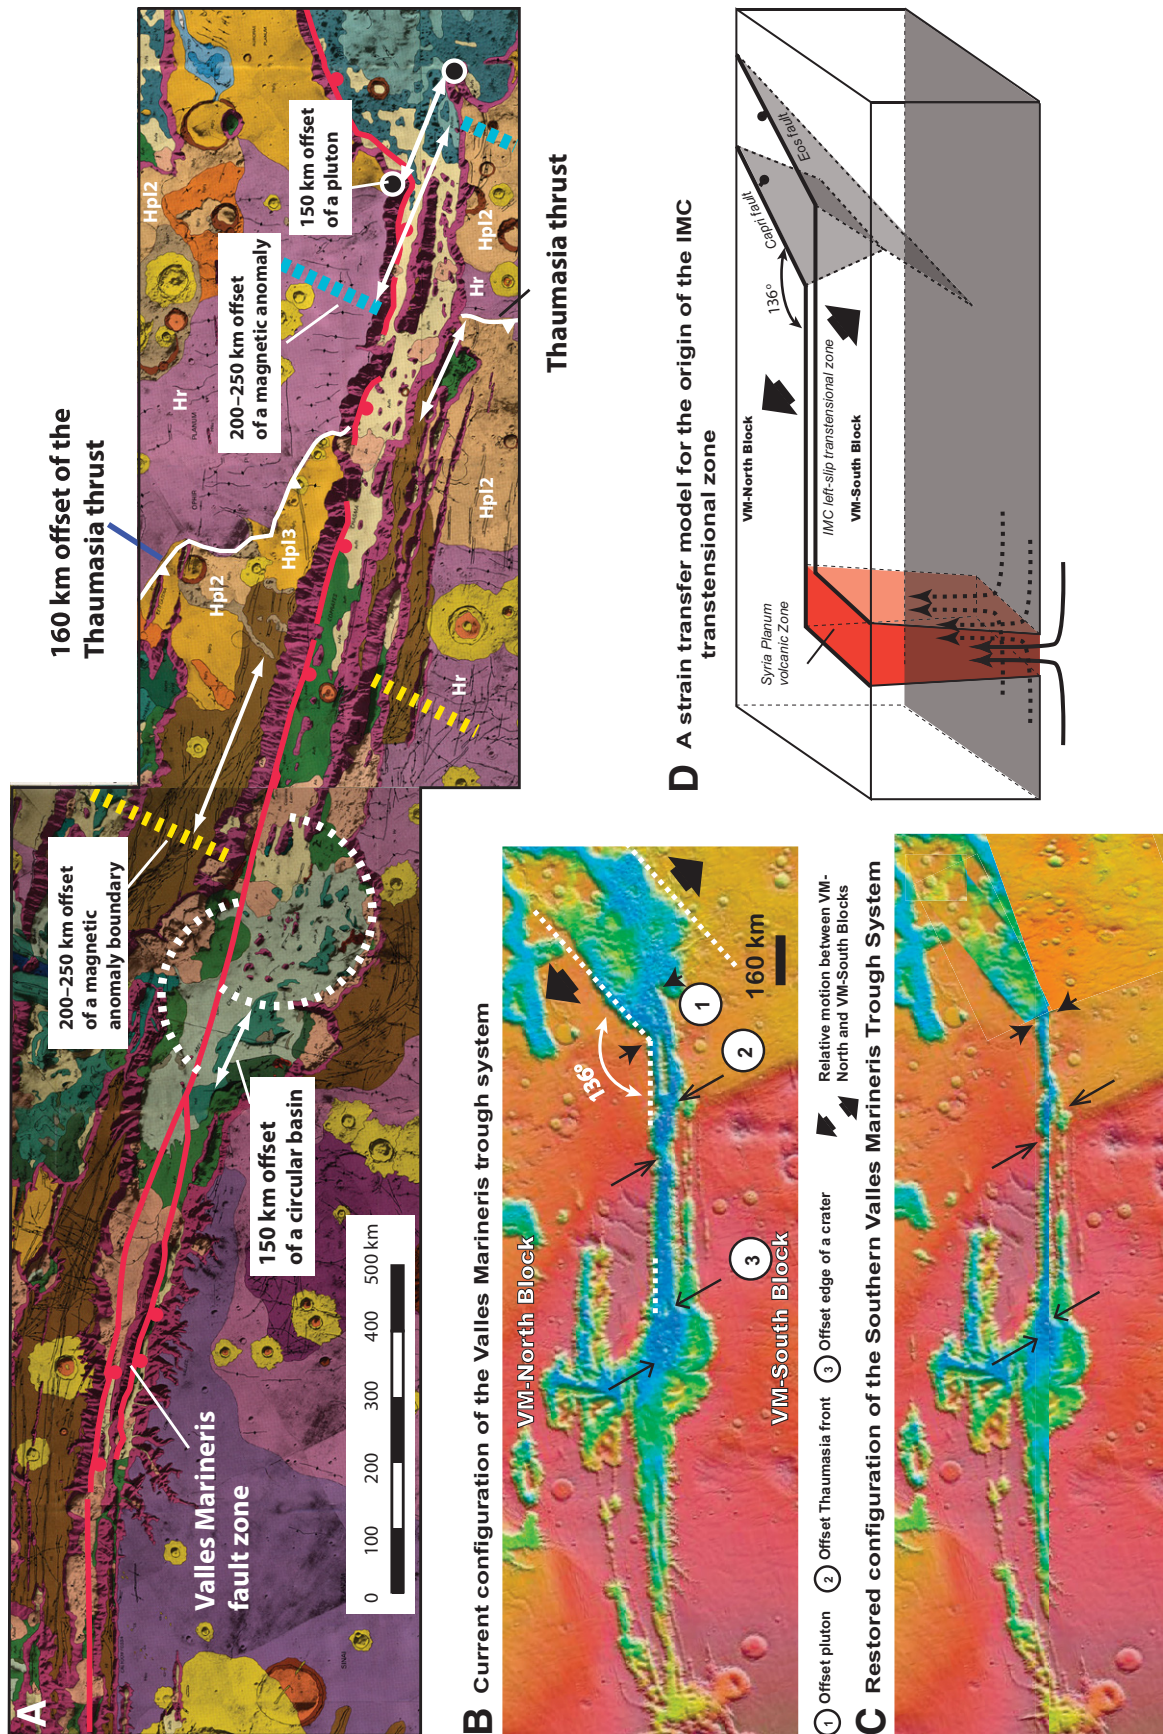 A
200–250 km offset
of a magnetic
anomaly boundary
160 km offset of the
Thaumasia thrust
200–250 km offset
of a magnetic anomaly
150 km offset
of a pluton
Hpl2
Hr
Hpl2
Hpl3
Hr
Hpl2
Hr
Hpl2
Thaumasia thrust
150 km offset
of a circular basin
Valles Marineris
fault zone
0 100 200 300 400 500 km
B Current configuration of the Valles Marineris trough system
VM-North Block
VM-South Block
136°
1
2
3
160 km
1 Offset pluton 2 Offset Thaumasia front 3 Offset edge of a crater
Relative motion between VM-
North and VM-South Blocks
C Restored configuration of the Southern Valles Marineris Trough System
D A strain transfer model for the origin of the IMC
transtensional zone
Syria Planum
volcanic Zone
VM-North Block
IMC left-slip transtensional zone
VM-South Block
136°
Capri fault
Eos fault